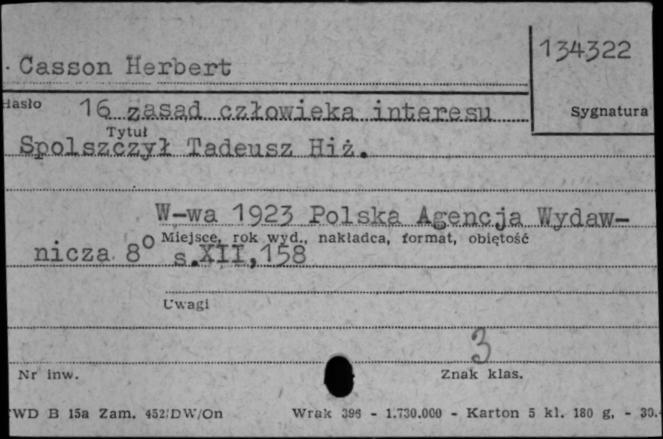 134322
Casson Herbert
Hasło 16 zasad człowieka interesu Sygnatura
Tytuł
Spolszczył Tadeusz Hiż.
W-wa 1923 Polska Agencja Wydaw-
Miejsce, rok wyd., nakładca, format, objętość
nicza 8o s.XII,158
Uwagi
3
Nr inw. Znak klas.
WD B 15a Zam. 452/DW/On Wrak 396 - 1.730.000 - Karton 5 kl. 180 g. - 30.